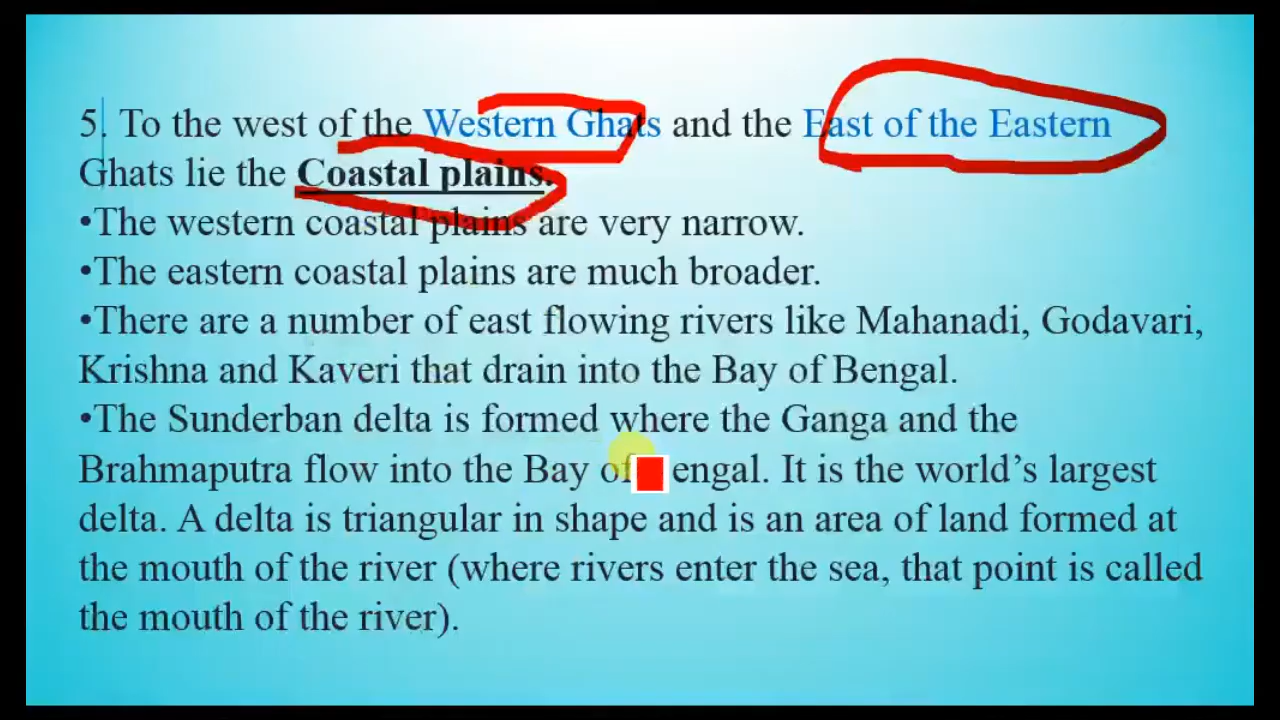 5. To the west of the Western Ghats and the East of the Eastern
Ghats lie the Coastal plains.
•The western coastal plains are very narrow.
•The eastern coastal plains are much broader.
•There are a number of east flowing rivers like Mahanadi, Godavari,
Krishna and Kaveri that drain into the Bay of Bengal.
•The Sunderban delta is formed where the Ganga and the
Brahmaputra flow into the Bay of engal. It is the world’s largest
delta. A delta is triangular in shape and is an area of land formed at
the mouth of the river (where rivers enter the sea, that point is called
the mouth of the river).